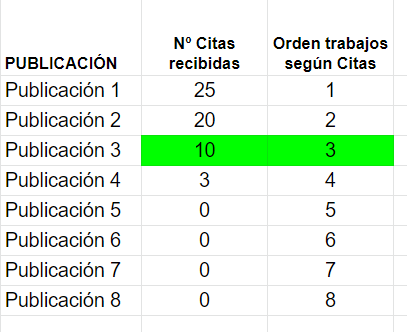 PUBLICACIÓN Nº Citas recibidas Orden trabajos según Citas
Publicación 1 25 1
Publicación 2 20 2
Publicación 3 10 3
Publicación 4 3 4
Publicación 5 0 5
Publicación 6 0 6
Publicación 7 0 7
Publicación 8 0 8